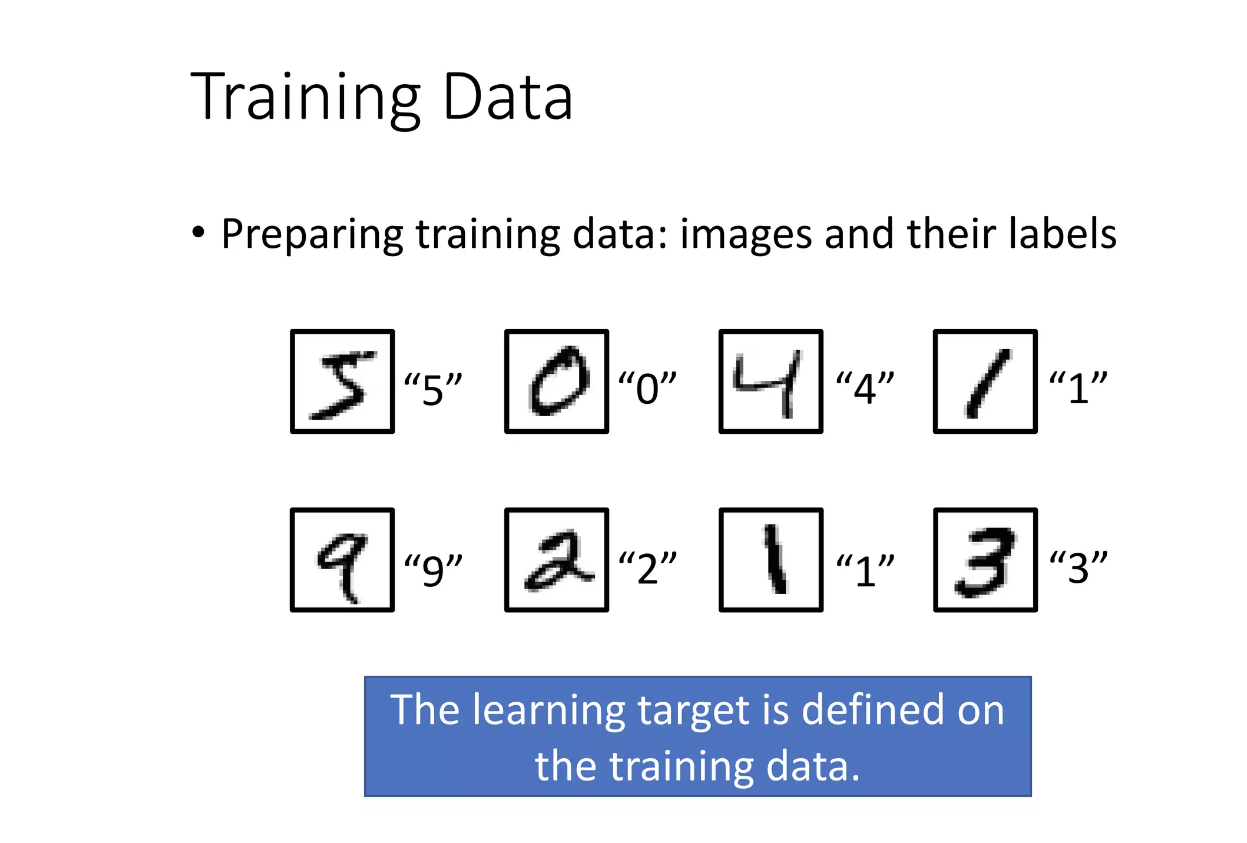 Training Data
• Preparing training data: images and their labels
5 “5” 0 “0” 4 “4” 1 “1”
9 “9” 2 “2” 1 “1” 3 “3”
The learning target is defined on
the training data.